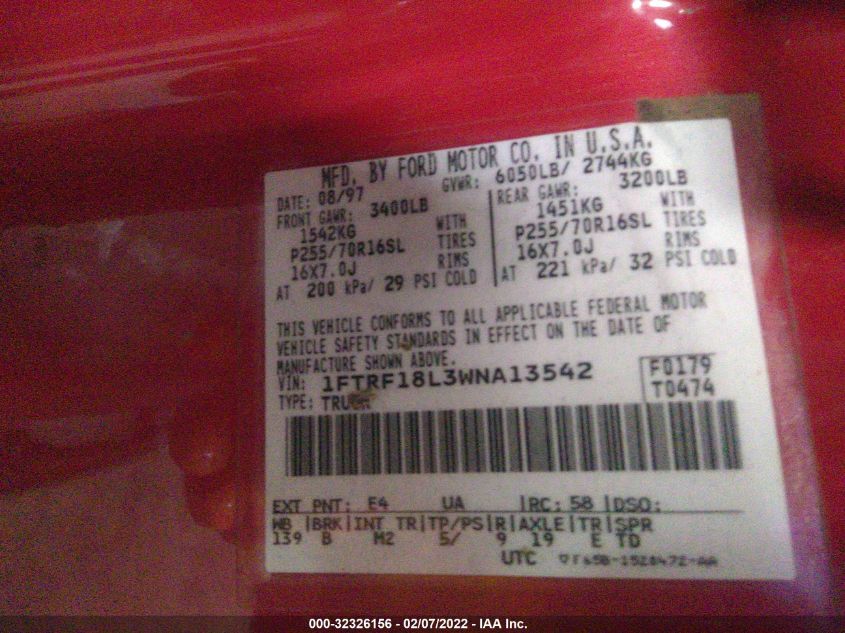 MFD. BY FORD MOTOR CO. IN U.S.A.
DATE: 08/97 GVWR: 6050LB/ 2744KG
FRONT GAWR: 3400LB REAR GAWR: 3200LB
1542KG WITH 1451KG WITH
P255/70R16SL TIRES P255/70R16SL TIRES
16X7.0J RIMS 16X7.0J RIMS
AT 200 kPa/ 29 PSI COLD AT 221 kPa/ 32 PSI COLD
THIS VEHICLE CONFORMS TO ALL APPLICABLE FEDERAL MOTOR
VEHICLE SAFETY STANDARDS IN EFFECT ON THE DATE OF
MANUFACTURE SHOWN ABOVE.
VIN: 1FTRF18L3WNA13542 F0179
TYPE: TRUCK T0474
EXT PNT: E4 UA RC: 58 DSO:
WB BRK INT TR TP/PS R AXLE TR SPR
139 B M2 5/ 9 19 E TD
UTC
000-32326156 - 02/07/2022 - IAA Inc.